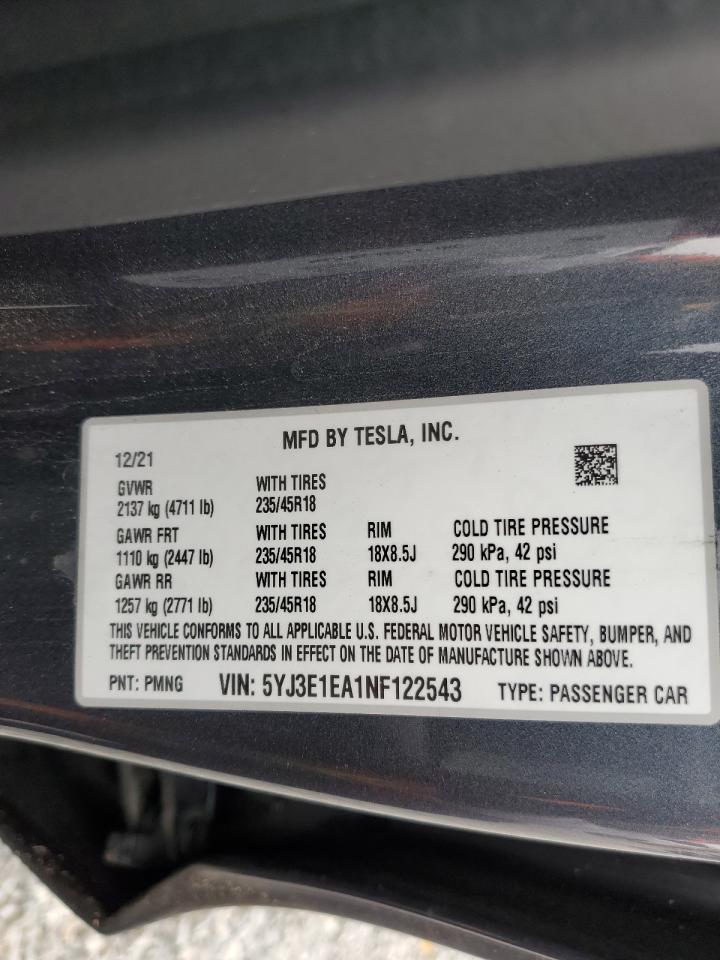 MFD BY TESLA, INC.
12/21
GVWR WITH TIRES
2137 kg (4711 lb) 235/45R18
GAWR FRT WITH TIRES RIM COLD TIRE PRESSURE
1110 kg (2447 lb) 235/45R18 18X8.5J 290 kPa, 42 psi
GAWR RR WITH TIRES RIM COLD TIRE PRESSURE
1257 kg (2771 lb) 235/45R18 18X8.5J 290 kPa, 42 psi
THIS VEHICLE CONFORMS TO ALL APPLICABLE U.S. FEDERAL MOTOR VEHICLE SAFETY, BUMPER, AND
THEFT PREVENTION STANDARDS IN EFFECT ON THE DATE OF MANUFACTURE SHOWN ABOVE.
PNT: PMNG VIN: 5YJ3E1EA1NF122543 TYPE: PASSENGER CAR